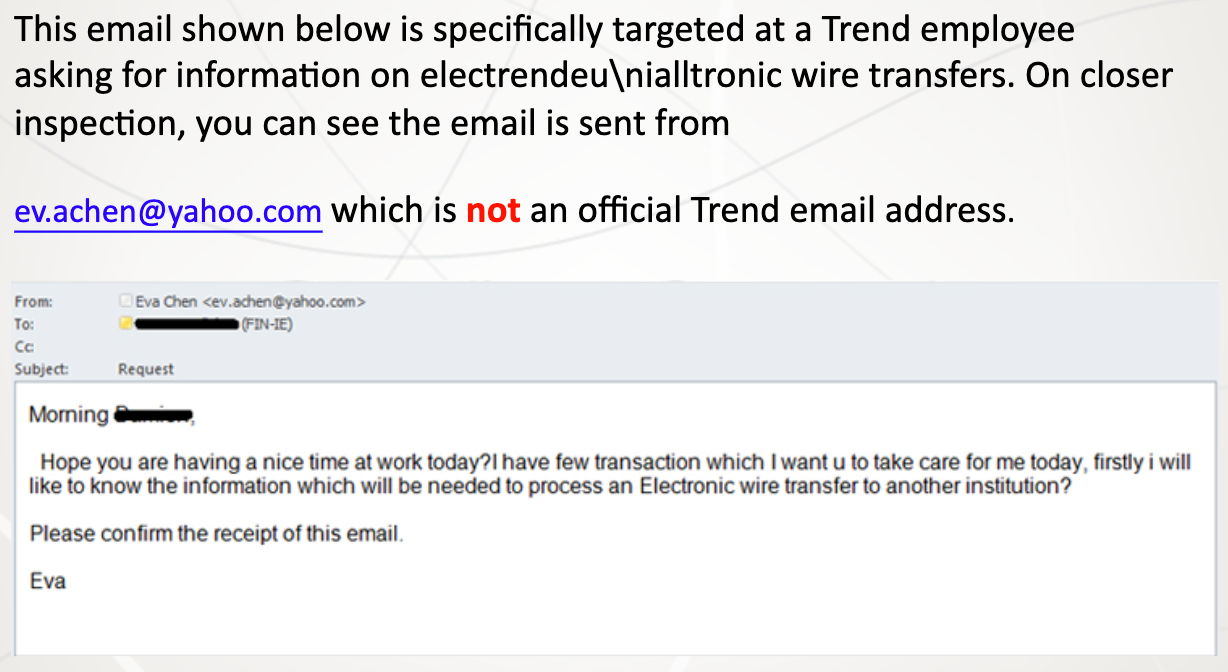 This email shown below is specifically targeted at a Trend employee
asking for information on electrendeu\nialltronic wire transfers. On closer
inspection, you can see the email is sent from
ev.achen@yahoo.com which is not an official Trend email address.
From: Eva Chen <ev.achen@yahoo.com>
To: (FIN-IE)
Cc:
Subject: Request
Morning ,
Hope you are having a nice time at work today?I have few transaction which I want u to take care for me today, firstly i will
like to know the information which will be needed to process an Electronic wire transfer to another institution?
Please confirm the receipt of this email.
Eva